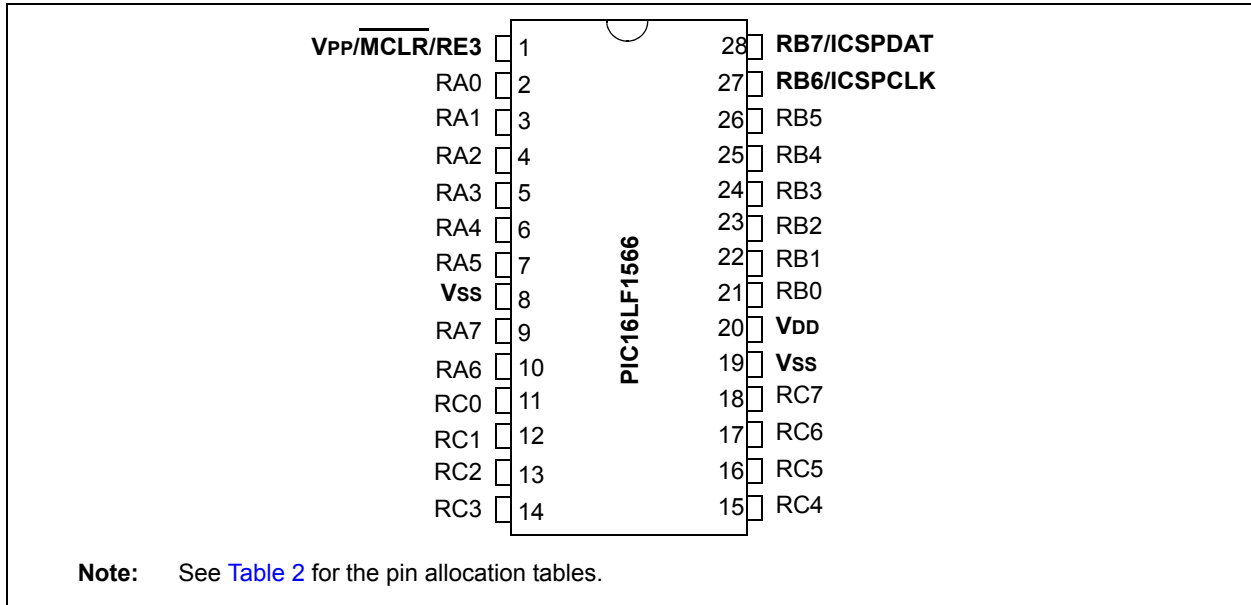 VPP/MCLR/RE3 1 28 RB7/ICSPDAT
RA0 2 27 RB6/ICSPCLK
RA1 3 26 RB5
RA2 4 25 RB4
RA3 5 24 RB3
RA4 6 23 RB2
RA5 7 22 RB1
VSS 8 21 RB0
RA7 9 20 VDD
RA6 10 19 VSS
RC0 11 18 RC7
RC1 12 17 RC6
RC2 13 16 RC5
RC3 14 15 RC4
PIC16LF1566
Note: See Table 2 for the pin allocation tables.